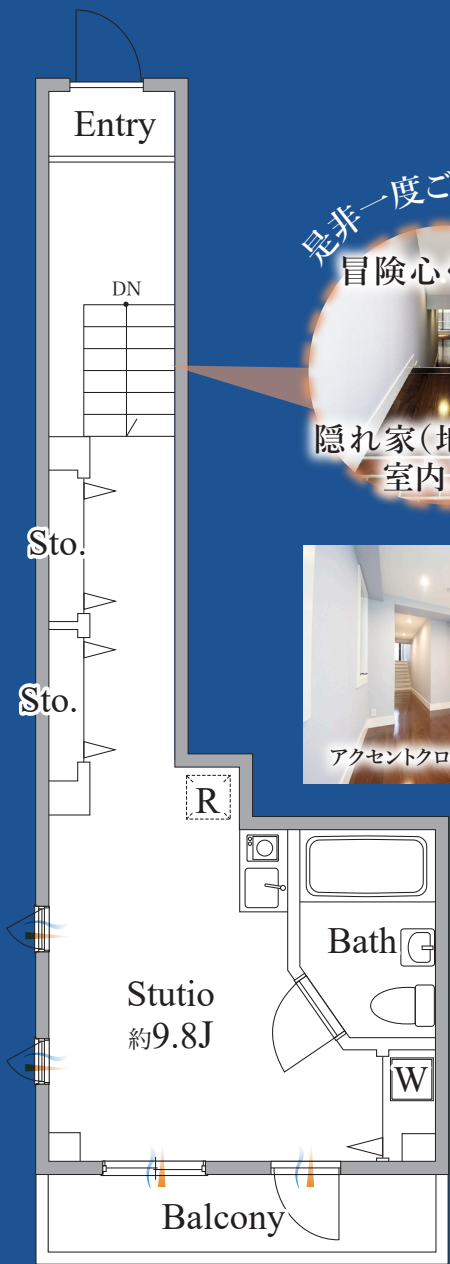 Entry
DN
是非一度ご
冒険心
隠れ家(地
室内
Sto.
Sto.
アクセントクロ
R
Bath
Stutio
約9.8J
W
Balcony